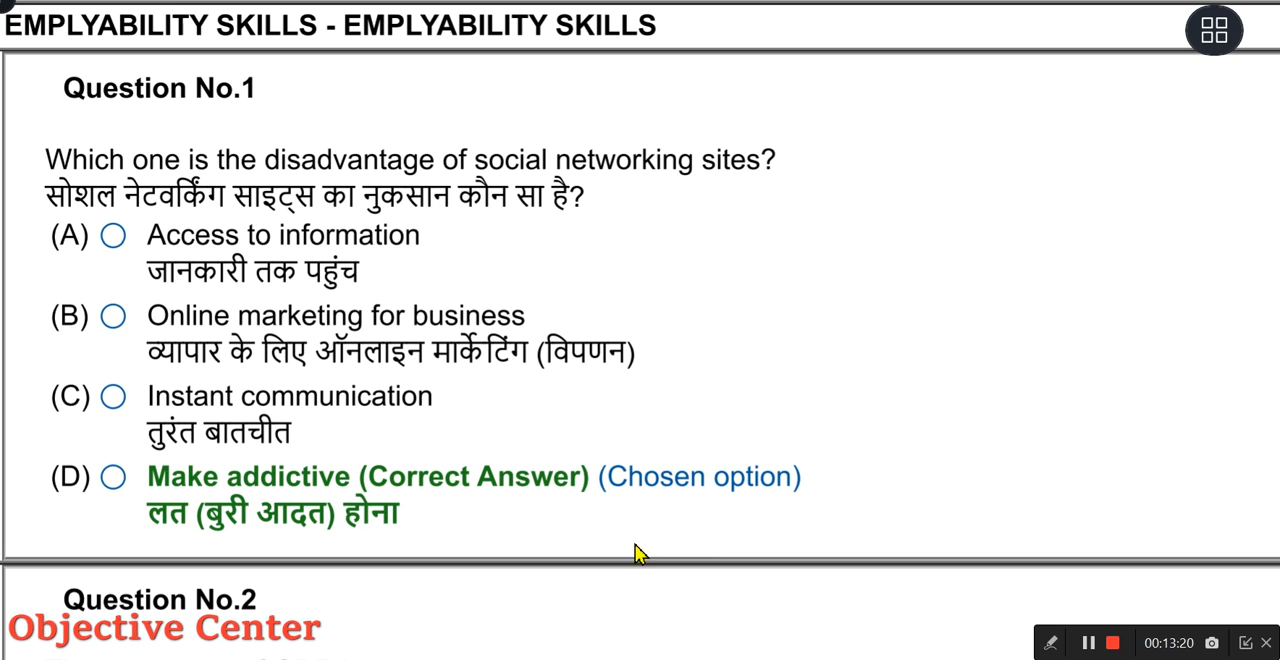 EMPLYABILITY SKILLS - EMPLYABILITY SKILLS
Question No.1
Which one is the disadvantage of social networking sites?
सोशल नेटवर्किंग साइट्स का नुकसान कौन सा है?
(A) Access to information
जानकारी तक पहुंच
(B) Online marketing for business
व्यापार के लिए ऑनलाइन मार्केटिंग (विपणन)
(C) Instant communication
तुरंत बातचीत
(D) Make addictive (Correct Answer) (Chosen option)
लत (बुरी आदत) होना
Question No.2
Objective Center
00:13:20